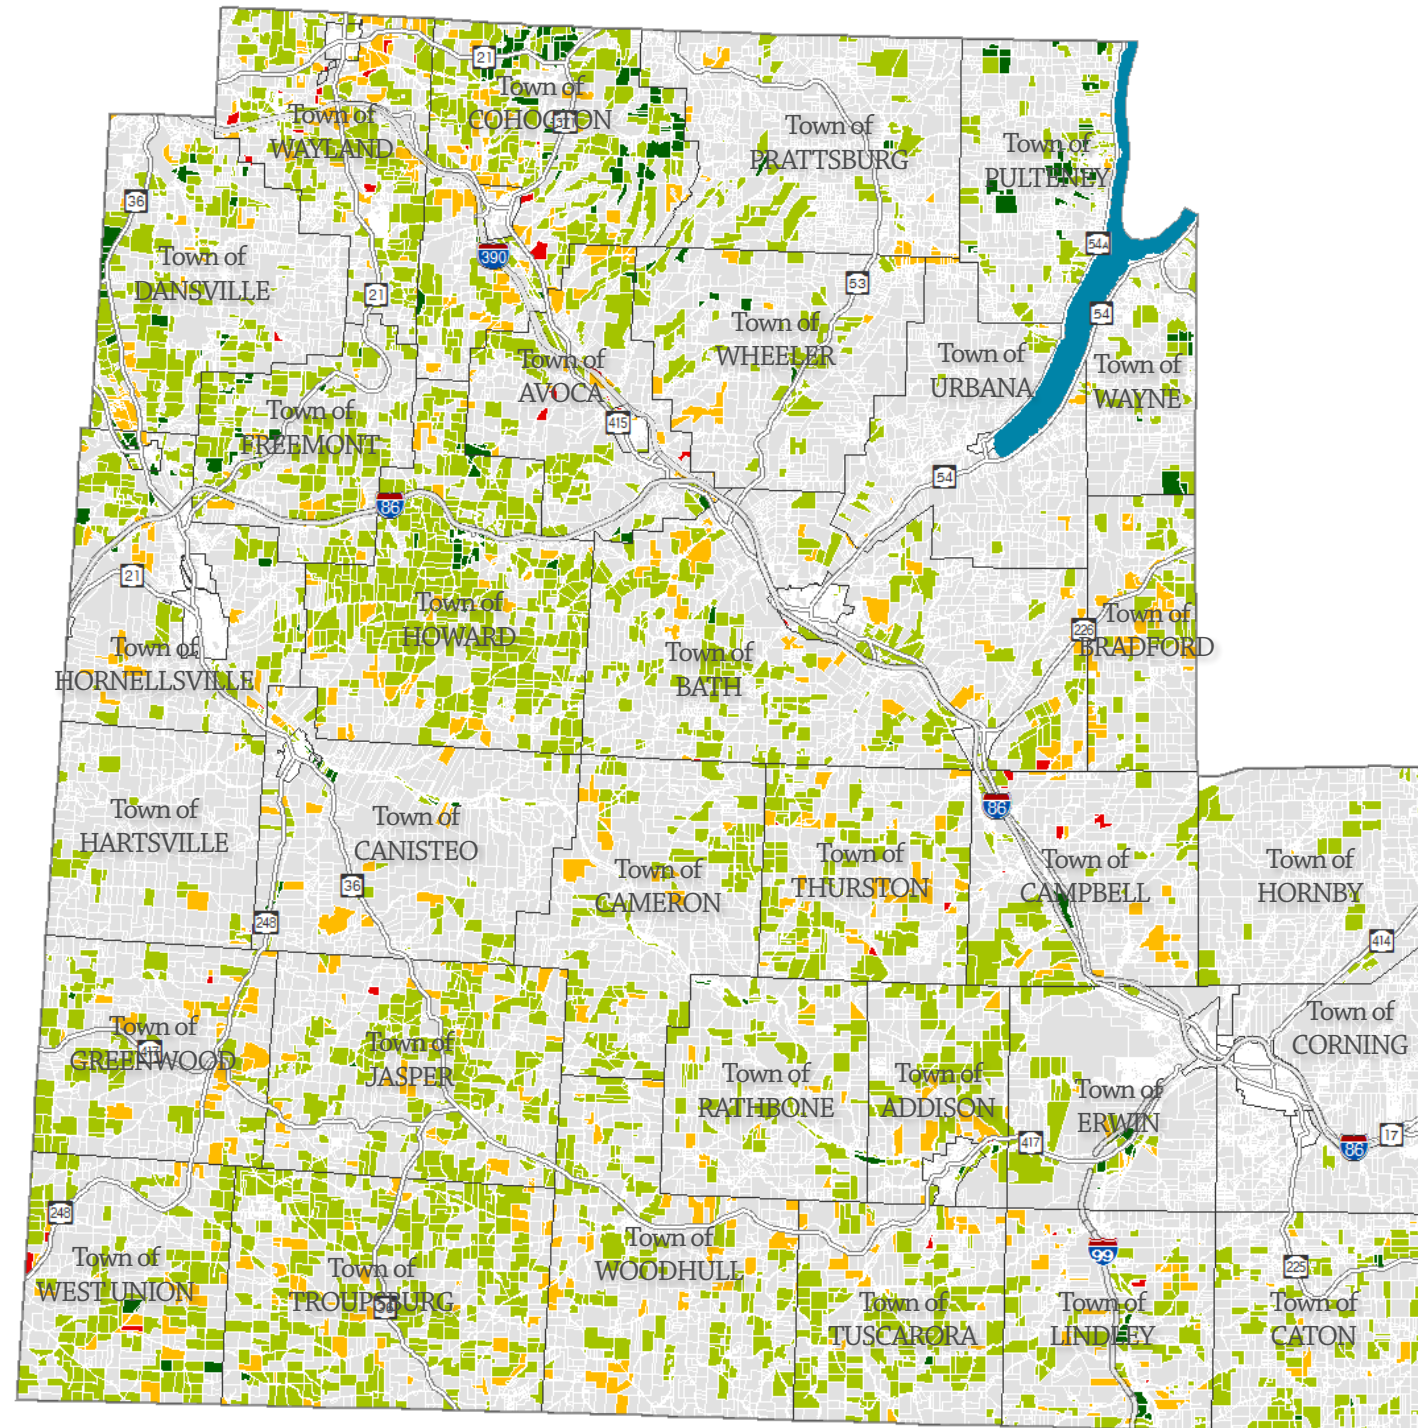 21
Town of
COHOCTON
Town of
WAYLAND
Town of
PRATTSBURG
Town of
PULTENEY
36
Town of
DANSVILLE
390
54A
21
53
54
Town of
WHEELER
Town of
AVOCA
Town of
URBANA
Town of
WAYNE
Town of
FREEMONT
415
54
86
21
Town of
HOWARD
Town of
BRADFORD
226
Town of
HORNELLSVILLE
Town of
BATH
86
Town of
HARTSVILLE
Town of
CANISTEO
Town of
CAMERON
Town of
THURSTON
Town of
CAMPBELL
Town of
HORNBY
36
248
414
Town of
GREENWOOD
417
Town of
JASPER
Town of
CORNING
Town of
RATHBONE
Town of
ADDISON
Town of
ERWIN
417
86
17
248
Town of
WEST UNION
Town of
TROUPSBURG
36
Town of
WOODHULL
99
225
Town of
TUSCARORA
Town of
LINDLEY
Town of
CATON